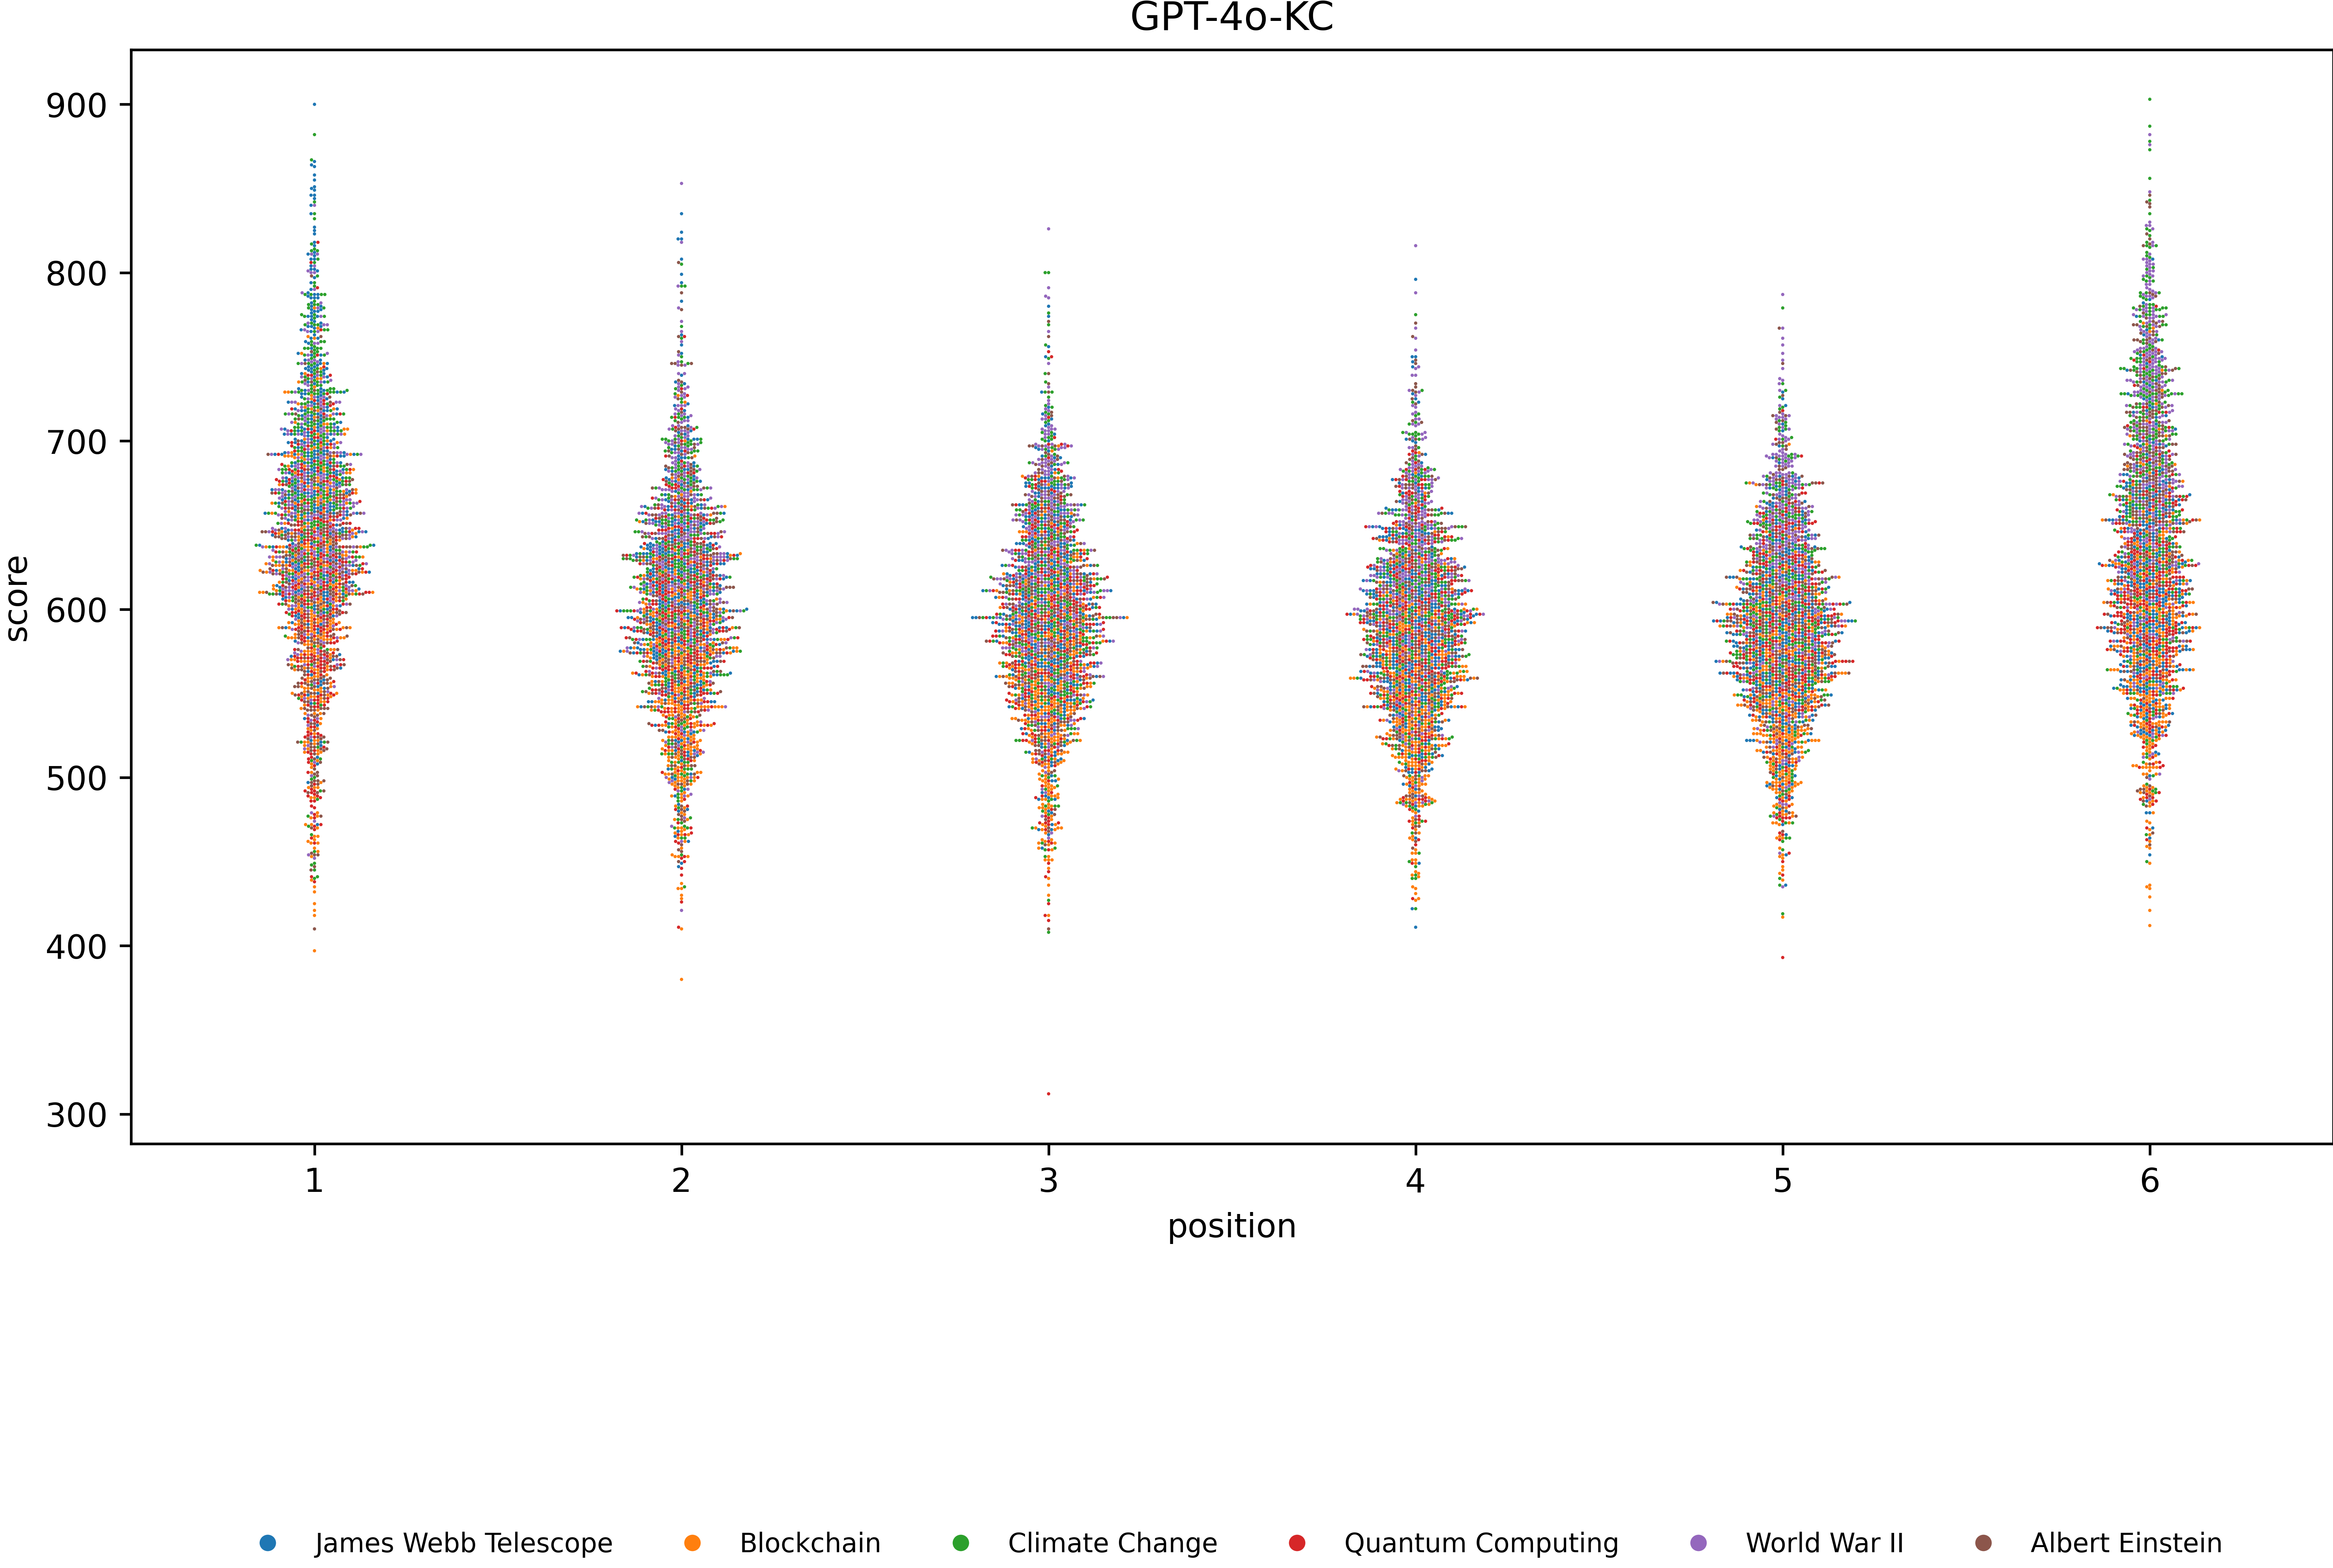 GPT-4o-KC
900
800
700
600
500
400
300
score
1 2 3 4 5 6
position
James Webb Telescope Blockchain Climate Change Quantum Computing World War II Albert Einstein